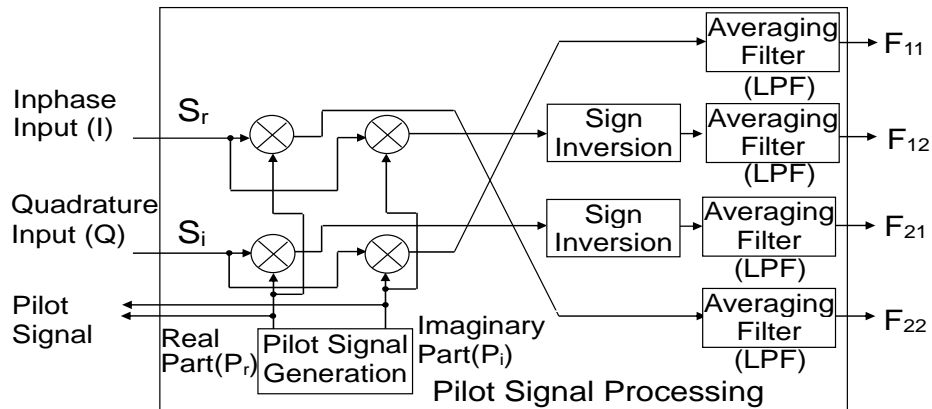 Inphase
Input (I)
Quadrature
Input (Q)
Pilot
Signal
Sr
Si
Real
Part(Pr)
Pilot Signal
Generation
Imaginary
Part(Pi)
Sign
Inversion
Sign
Inversion
Averaging
Filter
(LPF)
Averaging
Filter
(LPF)
Averaging
Filter
(LPF)
Averaging
Filter
(LPF)
F11
F12
F21
F22
Pilot Signal Processing